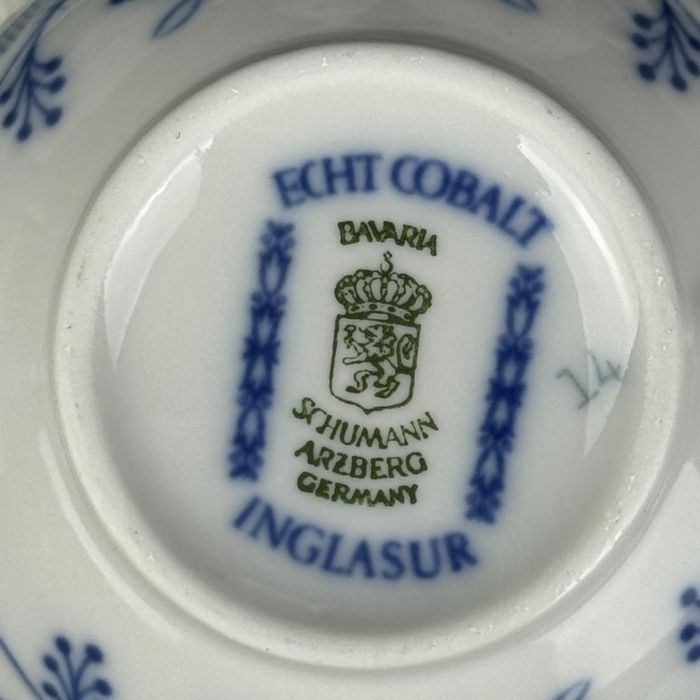 ECHT COBALT
BAVARIA
S
SCHUMANN
ARZBERG
GERMANY
INGLASUR
14